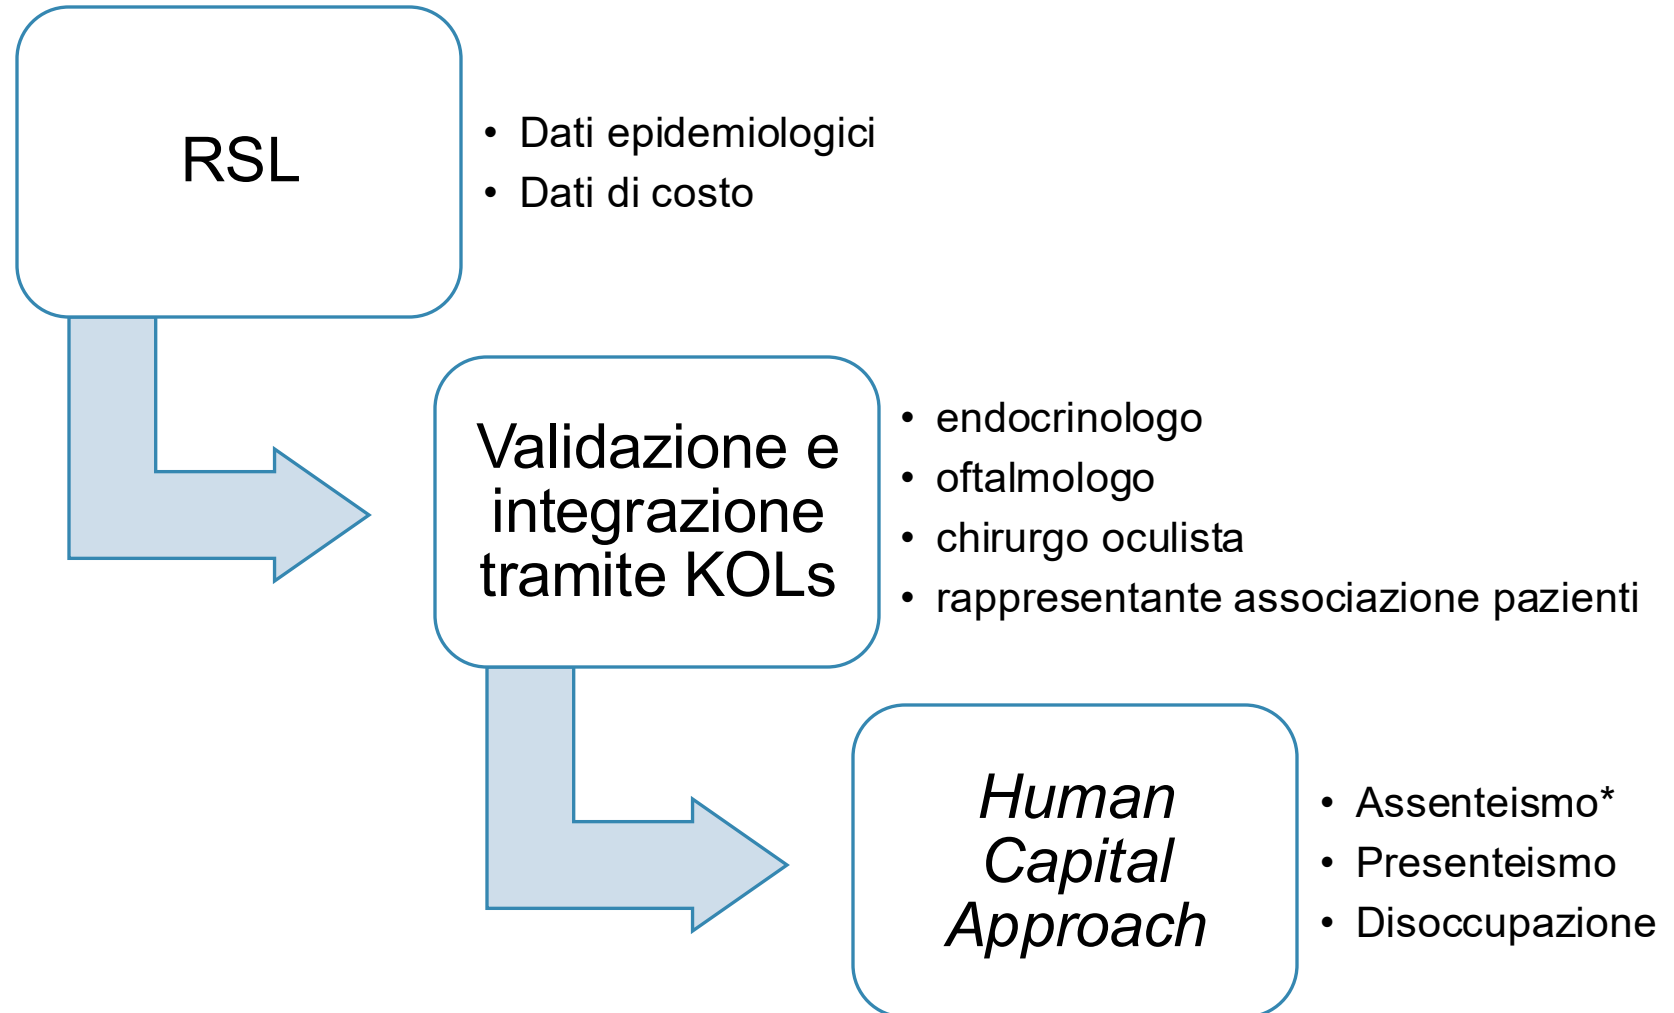 RSL
• Dati epidemiologici
• Dati di costo
Validazione e
integrazione
tramite KOLs
• endocrinologo
• oftalmologo
• chirurgo oculista
• rappresentante associazione pazienti
Human
Capital
Approach
• Assenteismo*
• Presenteismo
• Disoccupazione